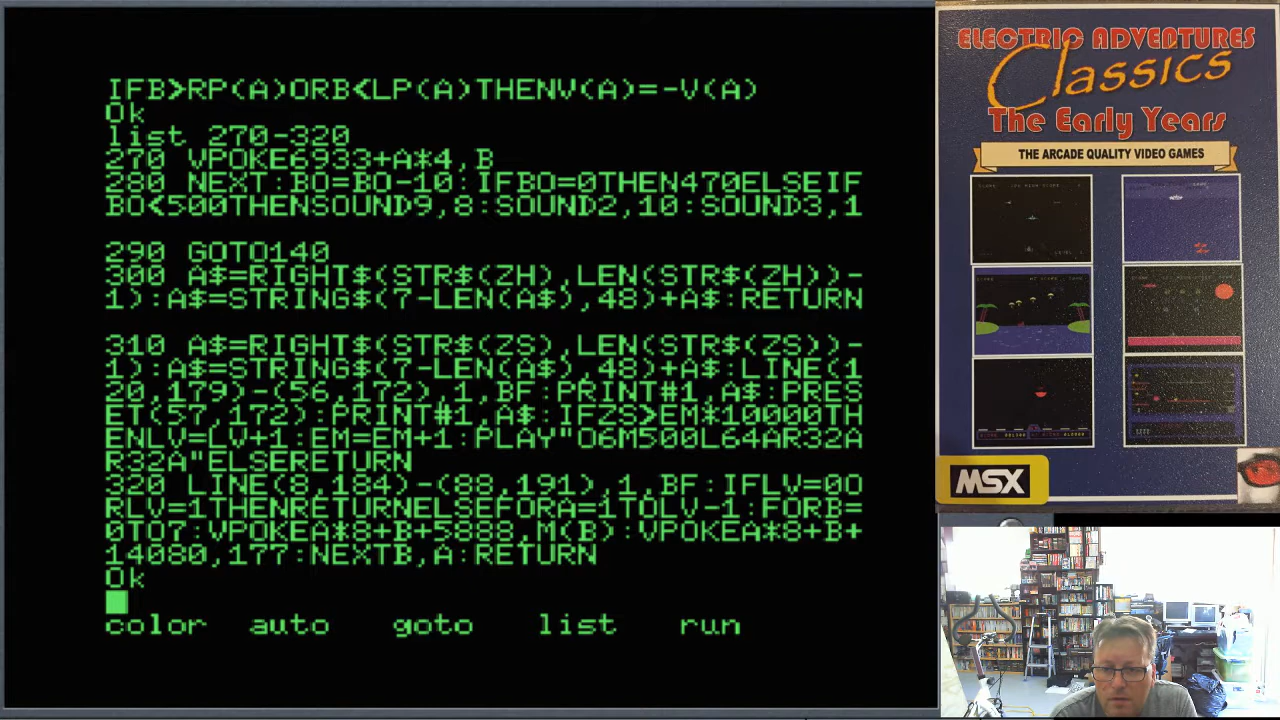 IFB>RP(A)ORB<LP(A)THENV(A)=-V(A)
Ok
list 270-320
270 VPOKE6933+A*4,B
280 NEXT:BO=BO-10:IFBO=0THEN470ELSEIF
BO<500THENSOUND9,8:SOUND2,10:SOUND3,1
290 GOTO140
300 A$=RIGHT$(STR$(ZH),LEN(STR$(ZH))-
1):A$=STRING$(7-LEN(A$),48)+A$:RETURN
310 A$=RIGHT$(STR$(ZS),LEN(STR$(ZS))-
1):A$=STRING$(7-LEN(A$),48)+A$:LINE(1
20,179)-(56,172),1,BF:PRINT#1,A$:PRES
ET(57,172):PRINT#1,A$:IFZS>EM*10000TH
ENLV=LV+1:EM=EM+1:PLAY"O6M500L64AR32A
R32A"ELSERETURN
320 LINE(8,184)-(88,191),1,BF:IFLV=0O
RLV=1THENRETURNELSEFORA=1TOLV-1:FORB=
0TO7:VPOKEA*8+B+5888,M(B):VPOKEA*8+B+
14080,177:NEXTB,A:RETURN
Ok
color auto goto list run
ELECTRIC ADVENTURES
Classics
The Early Years
THE ARCADE QUALITY VIDEO GAMES
MSX